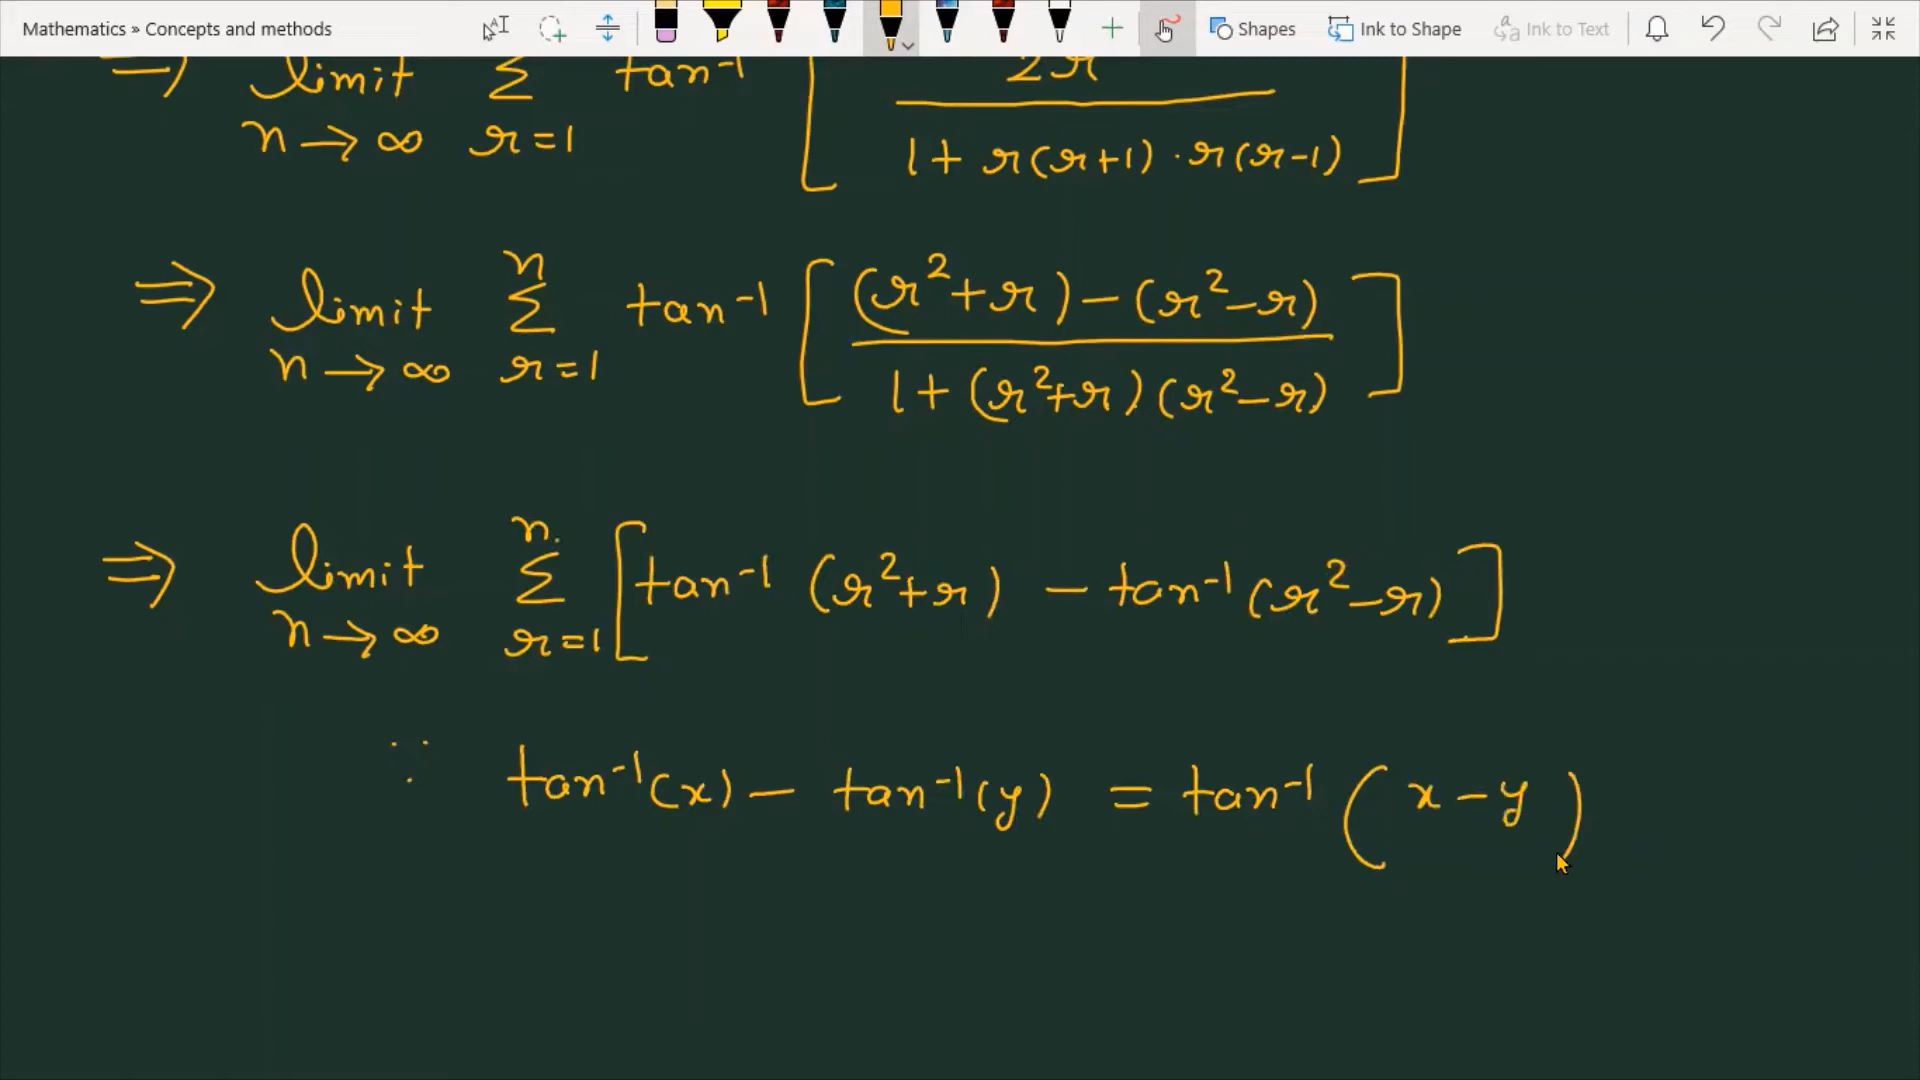 Mathematics » Concepts and methods Shapes Ink to Shape Ink to Text
⇒ limit Σ tan⁻¹ [ 2r / 1 + r(r+1) · r(r-1) ]
n → ∞ r = 1
⇒ limit n Σ tan⁻¹ [ (r² + r) - (r² - r) / 1 + (r² + r) (r² - r) ]
n → ∞ r = 1
⇒ limit n Σ [ tan⁻¹ (r² + r) - tan⁻¹ (r² - r) ]
n → ∞ r = 1
∵ tan⁻¹(x) - tan⁻¹(y) = tan⁻¹ ( x - y )